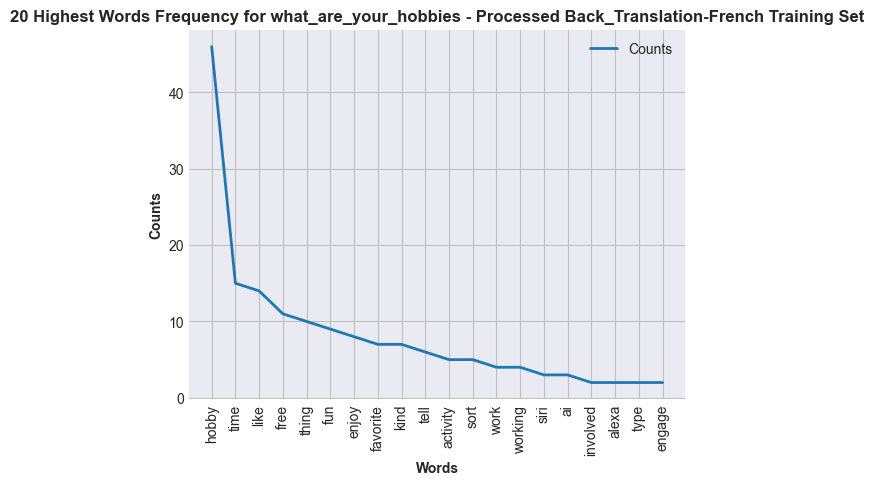 20 Highest Words Frequency for what_are_your_hobbies - Processed Back_Translation-French Training Set
Counts
Counts
40
30
20
10
0
hobby
time
like
free
thing
fun
enjoy
favorite
kind
tell
activity
sort
work
working
siri
ai
involved
alexa
type
engage
Words